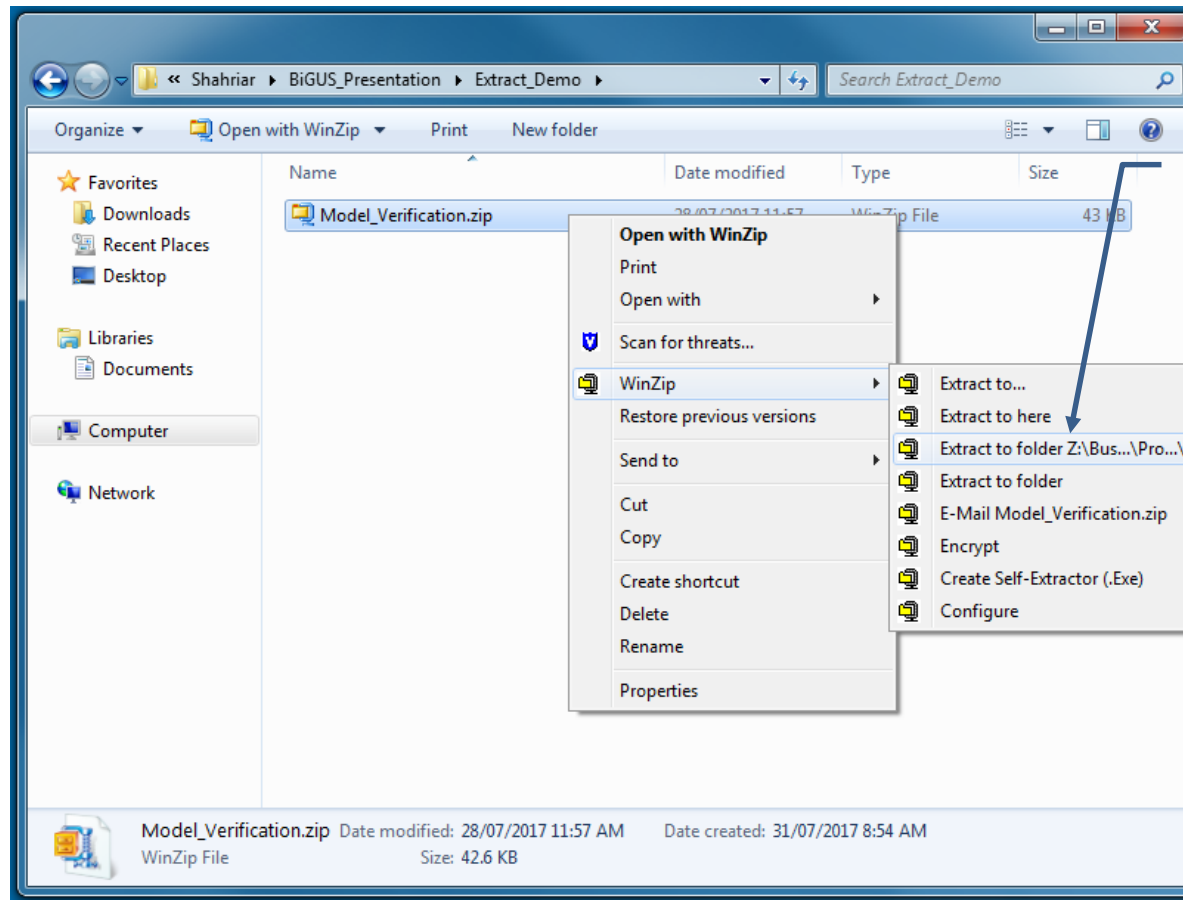 « Shahriar BiGUS_Presentation Extract_Demo
Search Extract_Demo
Organize Open with WinZip Print New folder
Name Date modified Type Size
Favorites
Downloads
Recent Places
Desktop
Libraries
Documents
Computer
Network
Model_Verification.zip 28/07/2017 11:57 WinZip File 43 KB
Open with WinZip
Print
Open with
Scan for threats...
WinZip
Restore previous versions
Send to
Cut
Copy
Create shortcut
Delete
Rename
Properties
Extract to...
Extract to here
Extract to folder Z:\Bus...\Pro...\
Extract to folder
E-Mail Model_Verification.zip
Encrypt
Create Self-Extractor (.Exe)
Configure
Model_Verification.zip Date modified: 28/07/2017 11:57 AM Date created: 31/07/2017 8:54 AM
WinZip File Size: 42.6 KB